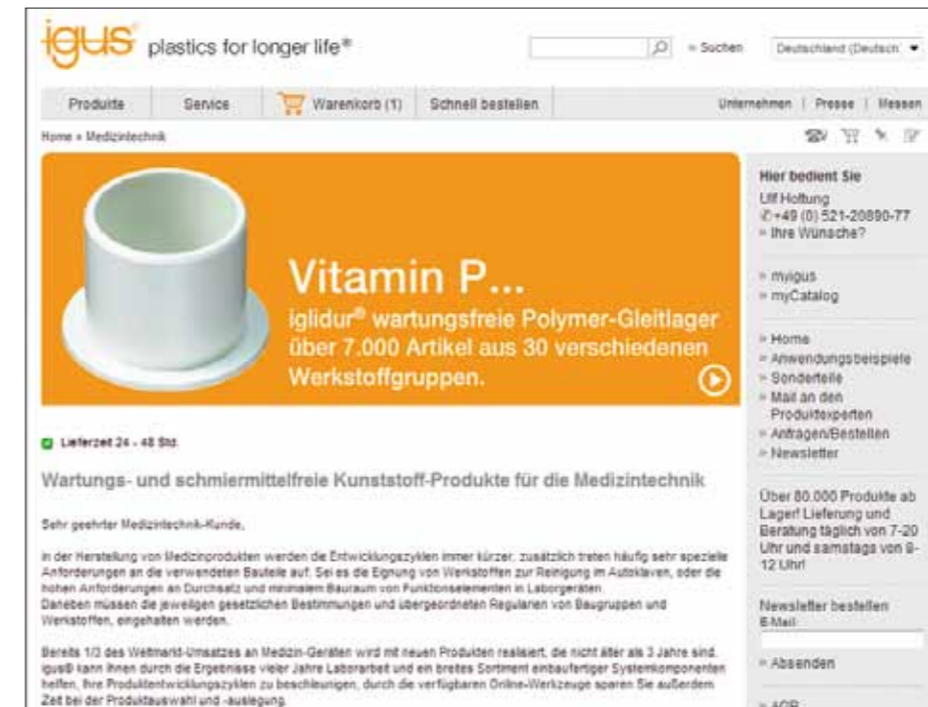 igus® plastics for longer life®
» Suchen
Deutschland (Deutsch)
Produkte
Service
Warenkorb (1)
Schnell bestellen
Unternehmen | Presse | Messen
Home » Medizintechnik
Vitamin P...
iglidur® wartungsfreie Polymer-Gleitlager
über 7.000 Artikel aus 30 verschiedenen
Werkstoffgruppen.
Lieferzeit 24 - 48 Std.
Wartungs- und schmiermittelfreie Kunststoff-Produkte für die Medizintechnik
Sehr geehrter Medizintechnik-Kunde,
in der Herstellung von Medizinprodukten werden die Entwicklungszyklen immer kürzer, zusätzlich treten häufig sehr spezielle
Anforderungen an die verwendeten Bauteile auf. Sei es die Eignung von Werkstoffen zur Reinigung im Autoklaven, oder die
hohen Anforderungen an Durchsatz und minimalem Bauraum von Funktionselementen in Laborgeräten.
Daneben müssen die jeweiligen gesetzlichen Bestimmungen und übergeordneten Regularien von Baugruppen und
Werkstoffen, eingehalten werden.
Bereits 1/3 des Weltmarkt-Umsatzes an Medizin-Geräten wird mit neuen Produkten realisiert, die nicht älter als 3 Jahre sind.
igus® kann Ihnen durch die Ergebnisse vieler Jahre Laborarbeit und ein breites Sortiment einbaufertiger Systemkomponenten
helfen, Ihre Produktentwicklungszyklen zu beschleunigen, durch die verfügbaren Online-Werkzeuge sparen Sie außerdem
Zeit bei der Produktauswahl und -auslegung.
Hier bedient Sie
Ulf Hottung
✆+49 (0) 521-20890-77
» Ihre Wünsche?
» myigus
» myCatalog
» Home
» Anwendungsbeispiele
» Sonderteile
» Mail an den
Produktexperten
» Anfragen/Bestellen
» Newsletter
Über 80.000 Produkte ab
Lager! Lieferung und
Beratung täglich von 7-20
Uhr und samstags von 8-
12 Uhr!
Newsletter bestellen
E-Mail:
» Absenden
» AGB